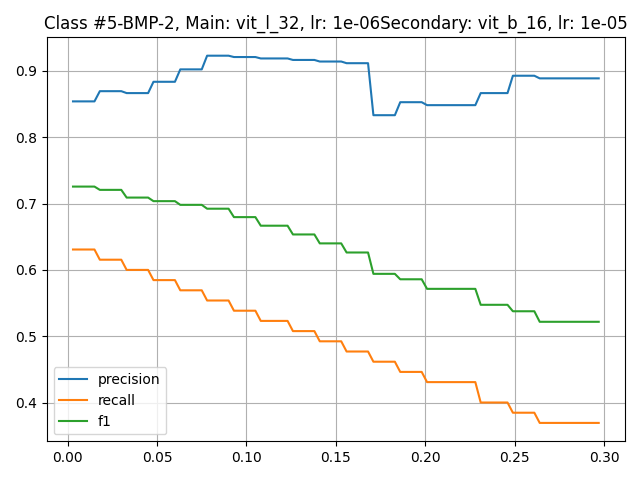 Class #5-BMP-2, Main: vit_l_32, lr: 1e-06Secondary: vit_b_16, lr: 1e-05
0.9
0.8
0.7
0.6
0.5
0.4
precision
recall
f1
0.00 0.05 0.10 0.15 0.20 0.25 0.30